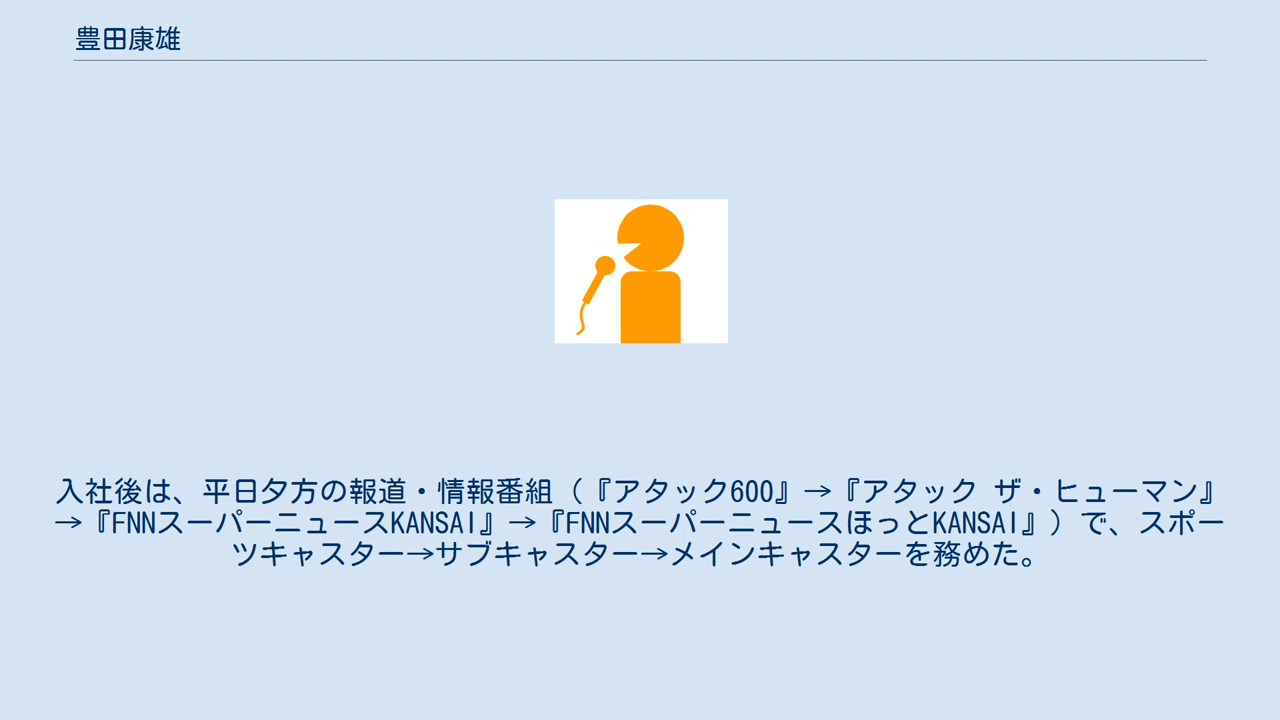 豊田康雄
入社後は、平日夕方の報道・情報番組（『アタック600』→『アタック ザ・ヒューマン』
→『FNNスーパーニュースKANSAI』→『FNNスーパーニュースほっとKANSAI』）で、スポー
ツキャスター→サブキャスター→メインキャスターを務めた。